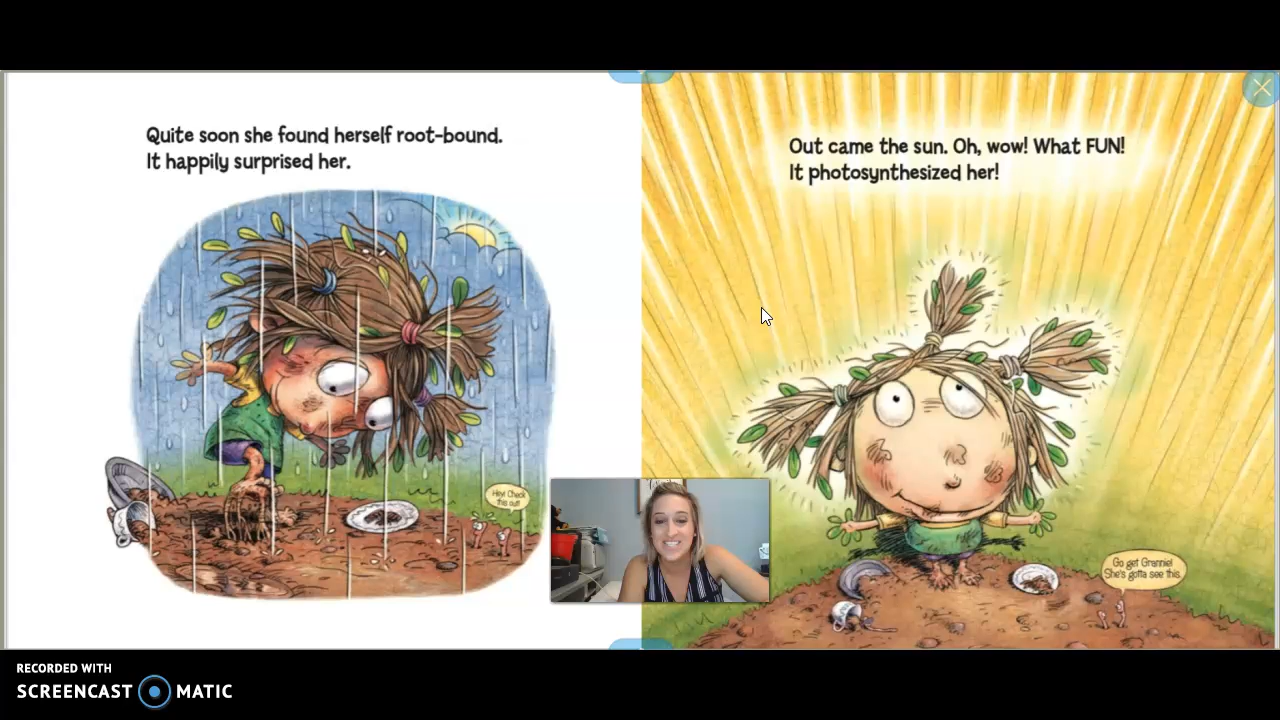 Quite soon she found herself root-bound.
It happily surprised her.
Hey! Check
this out!
Out came the sun. Oh, wow! What FUN!
It photosynthesized her!
Go get Grannie!
She's gotta see this.
RECORDED WITH
SCREENCAST MATIC